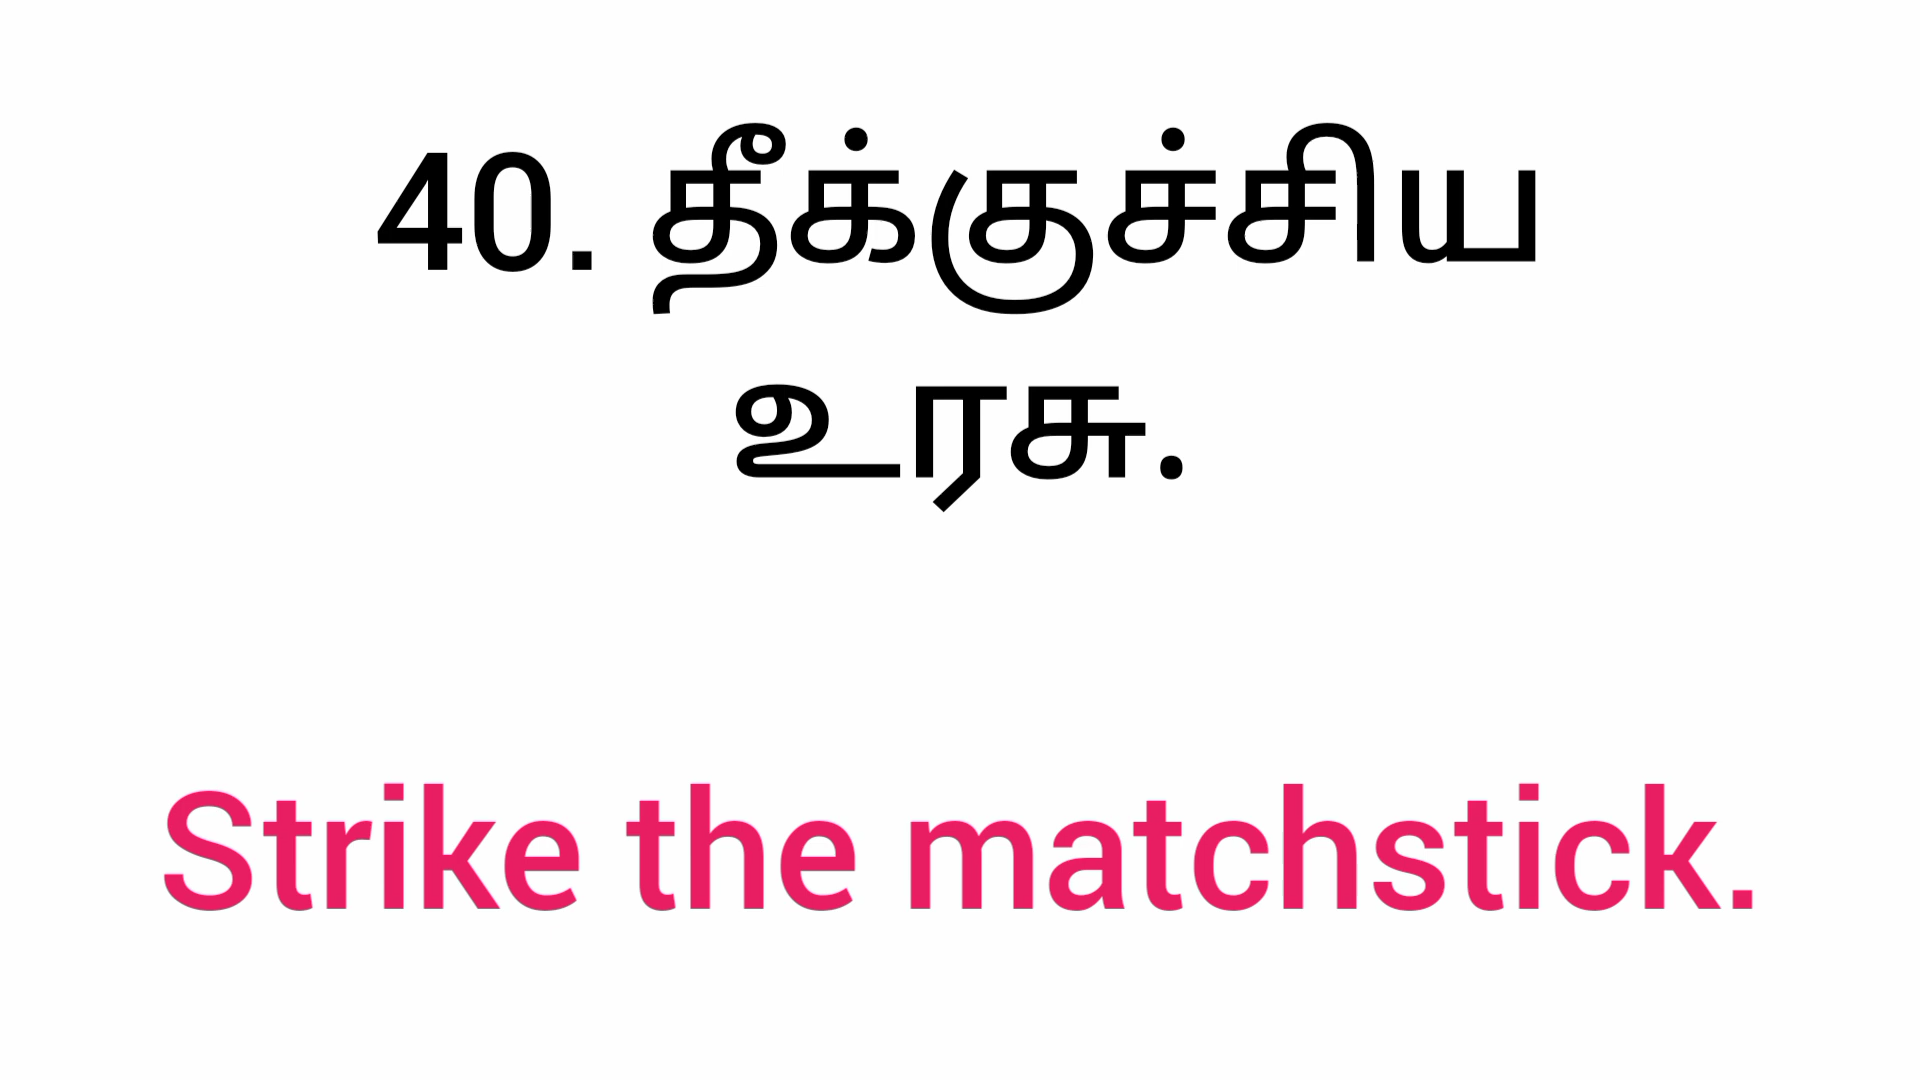 40. தீக்குச்சிய
உரசு.
Strike the matchstick.